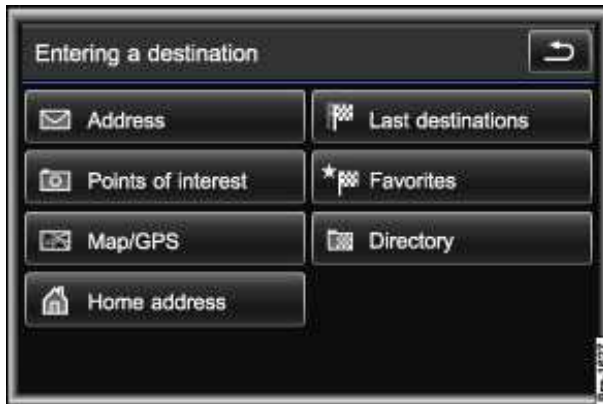 Entering a destination
Address
Last destinations
Points of interest
Favorites
Map/GPS
Directory
Home address